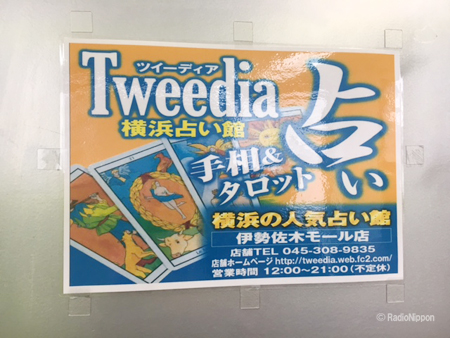 ツイーディア
Tweedia
横浜占い館
占い
手相&
タロット
横浜の人気占い館
伊勢佐木モール店
店舗TEL 045-308-9835
店舗ホームページ http://tweedia.web.fc2.com/
営業時間 12:00~21:00 (不定休)
© RadioNippon